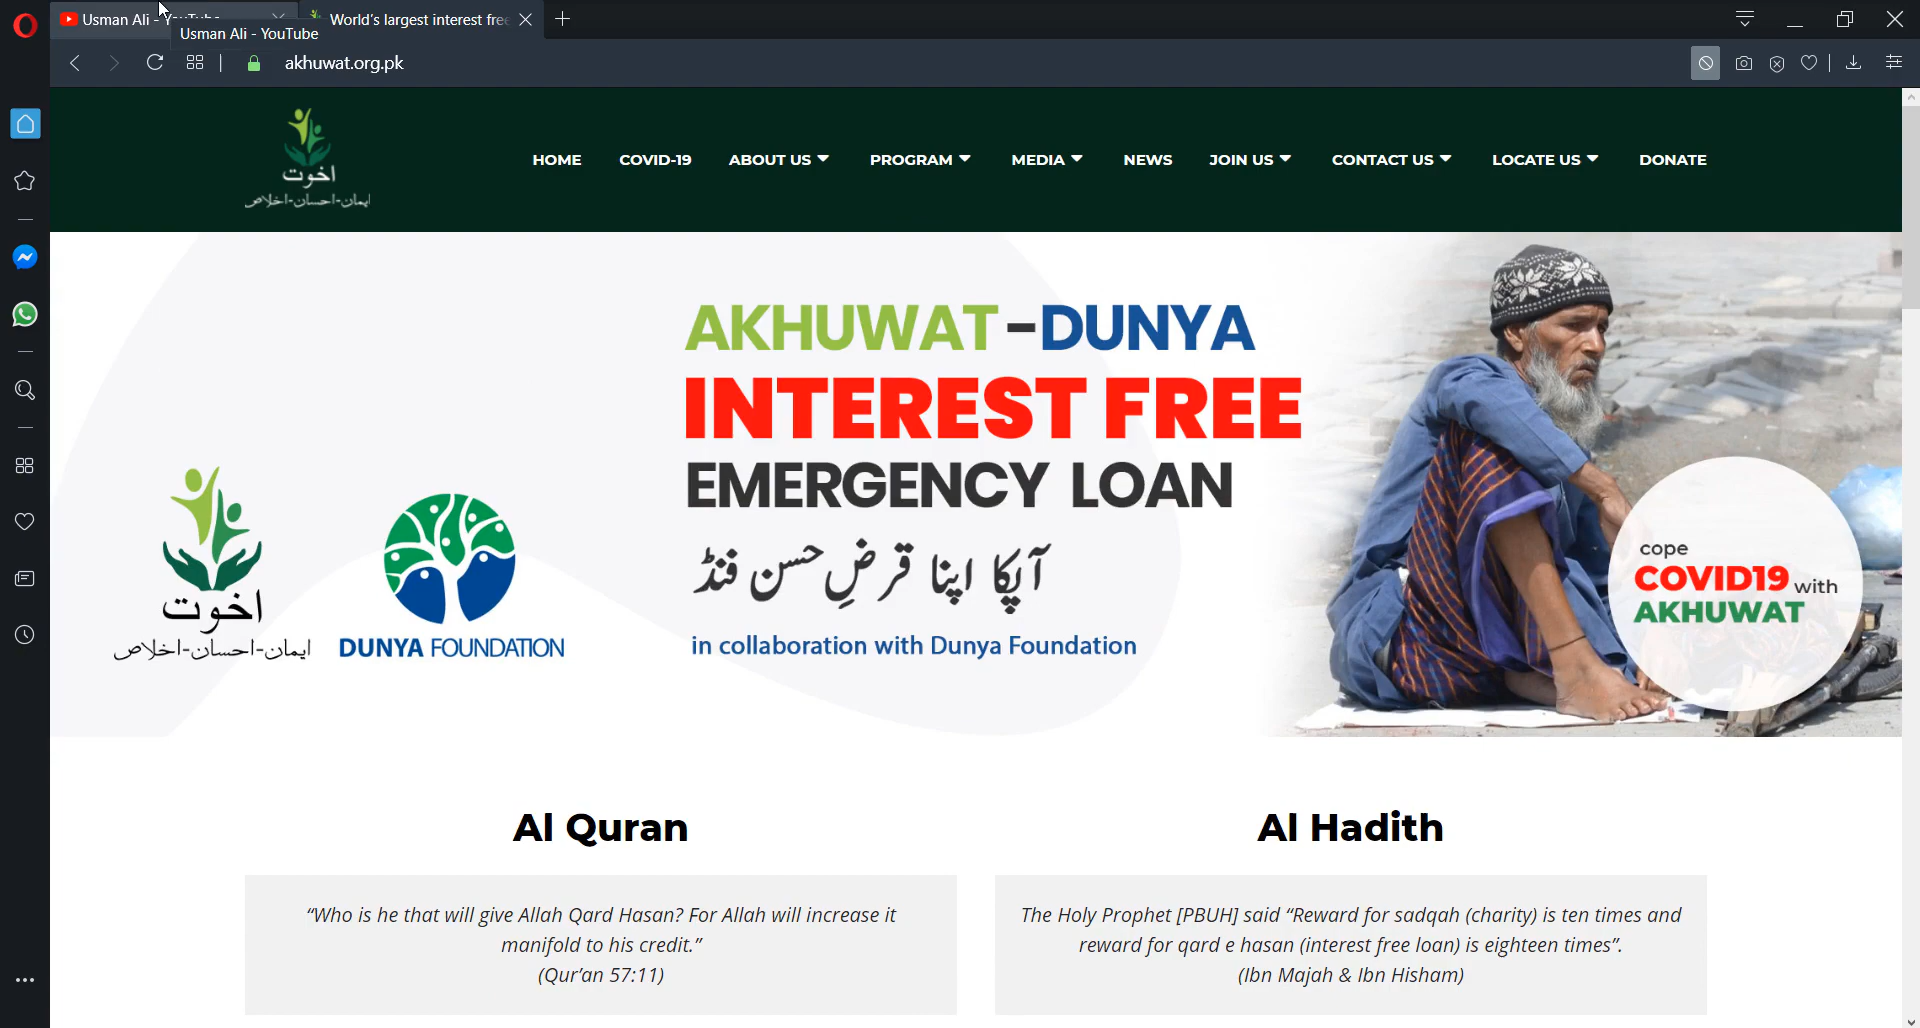 Usman Ali - YouTube
World's largest interest free
Usman Ali - YouTube
akhuwat.org.pk
اخوت
ایمان-احسان-اخلاص
HOME COVID-19 ABOUT US PROGRAM MEDIA NEWS JOIN US CONTACT US LOCATE US DONATE
AKHUWAT-DUNYA
INTEREST FREE
EMERGENCY LOAN
آپکا اپنا قرضِ حسن فنڈ
in collaboration with Dunya Foundation
اخوت
ایمان-احسان-اخلاص
DUNYA FOUNDATION
cope
COVID19 with
AKHUWAT
Al Quran
"Who is he that will give Allah Qard Hasan? For Allah will increase it
manifold to his credit."
(Qur'an 57:11)
Al Hadith
The Holy Prophet [PBUH] said "Reward for sadqah (charity) is ten times and
reward for qard e hasan (interest free loan) is eighteen times".
(Ibn Majah & Ibn Hisham)